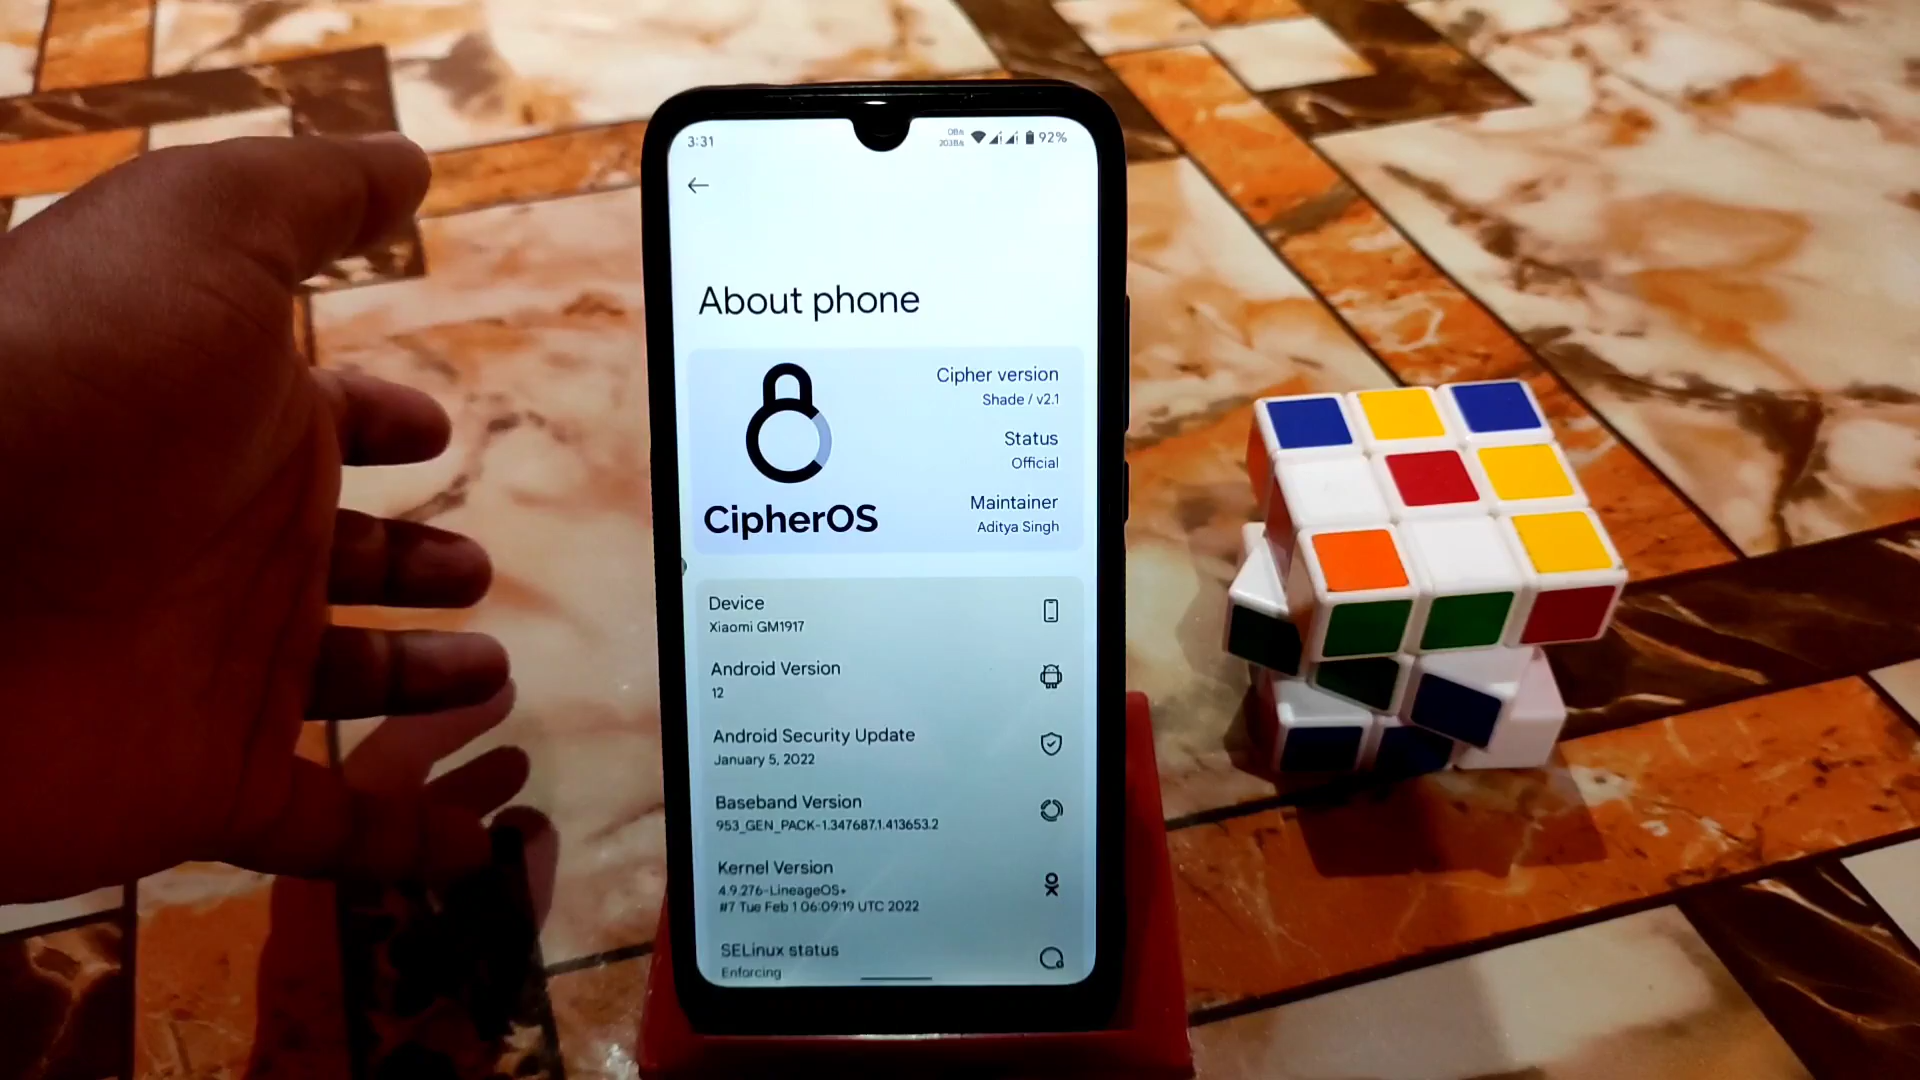 3:31
0B/s
203B/s
92%
About phone
CipherOS
Cipher version
Shade / v2.1
Status
Official
Maintainer
Aditya Singh
Device
Xiaomi GM1917
Android Version
12
Android Security Update
January 5, 2022
Baseband Version
953_GEN_PACK-1.347687.1.413653.2
Kernel Version
4.9.276-LineageOS+
#7 Tue Feb 1 06:09:19 UTC 2022
SELinux status
Enforcing